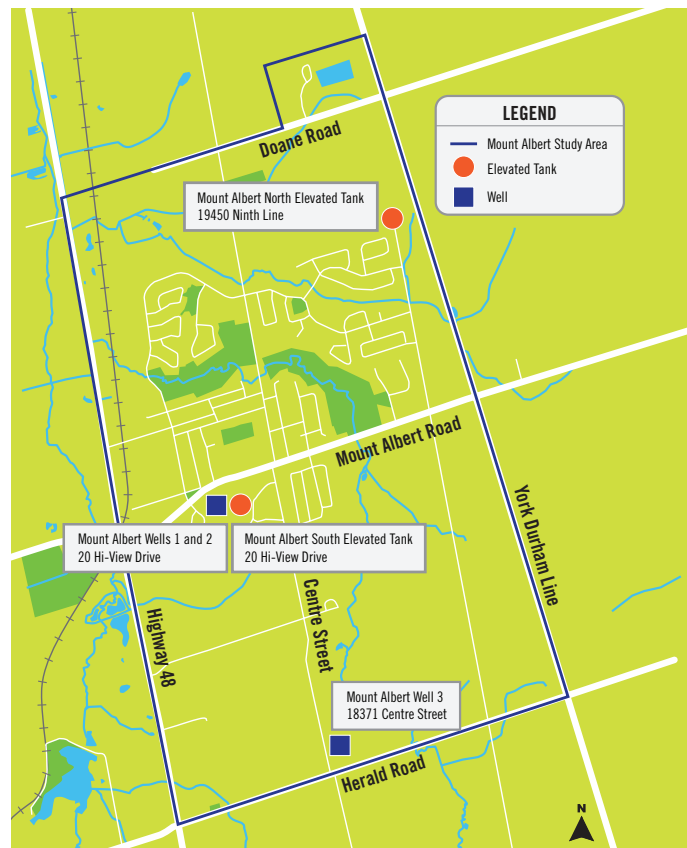 LEGEND
Mount Albert Study Area
Elevated Tank
Well
Doane Road
Mount Albert North Elevated Tank
19450 Ninth Line
Mount Albert Road
York Durham Line
Mount Albert Wells 1 and 2
20 Hi-View Drive
Mount Albert South Elevated Tank
20 Hi-View Drive
Highway 48
Centre Street
Mount Albert Well 3
18371 Centre Street
Herald Road
N